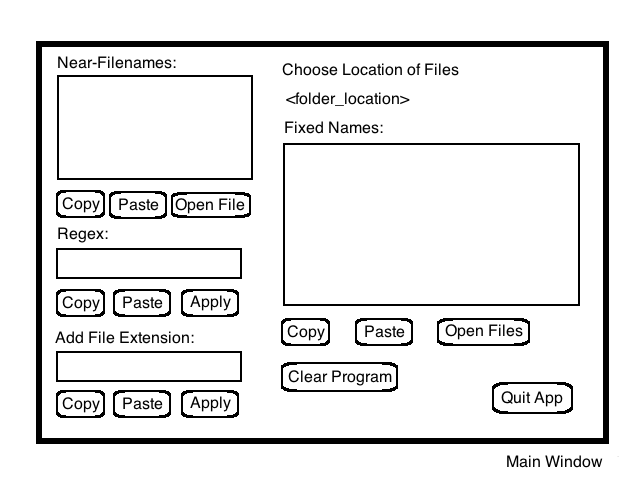 Near-Filenames:
Copy
Paste
Open File
Regex:
Copy
Paste
Apply
Add File Extension:
Copy
Paste
Apply
Choose Location of Files
<folder_location>
Fixed Names:
Copy
Paste
Open Files
Clear Program
Quit App
Main Window